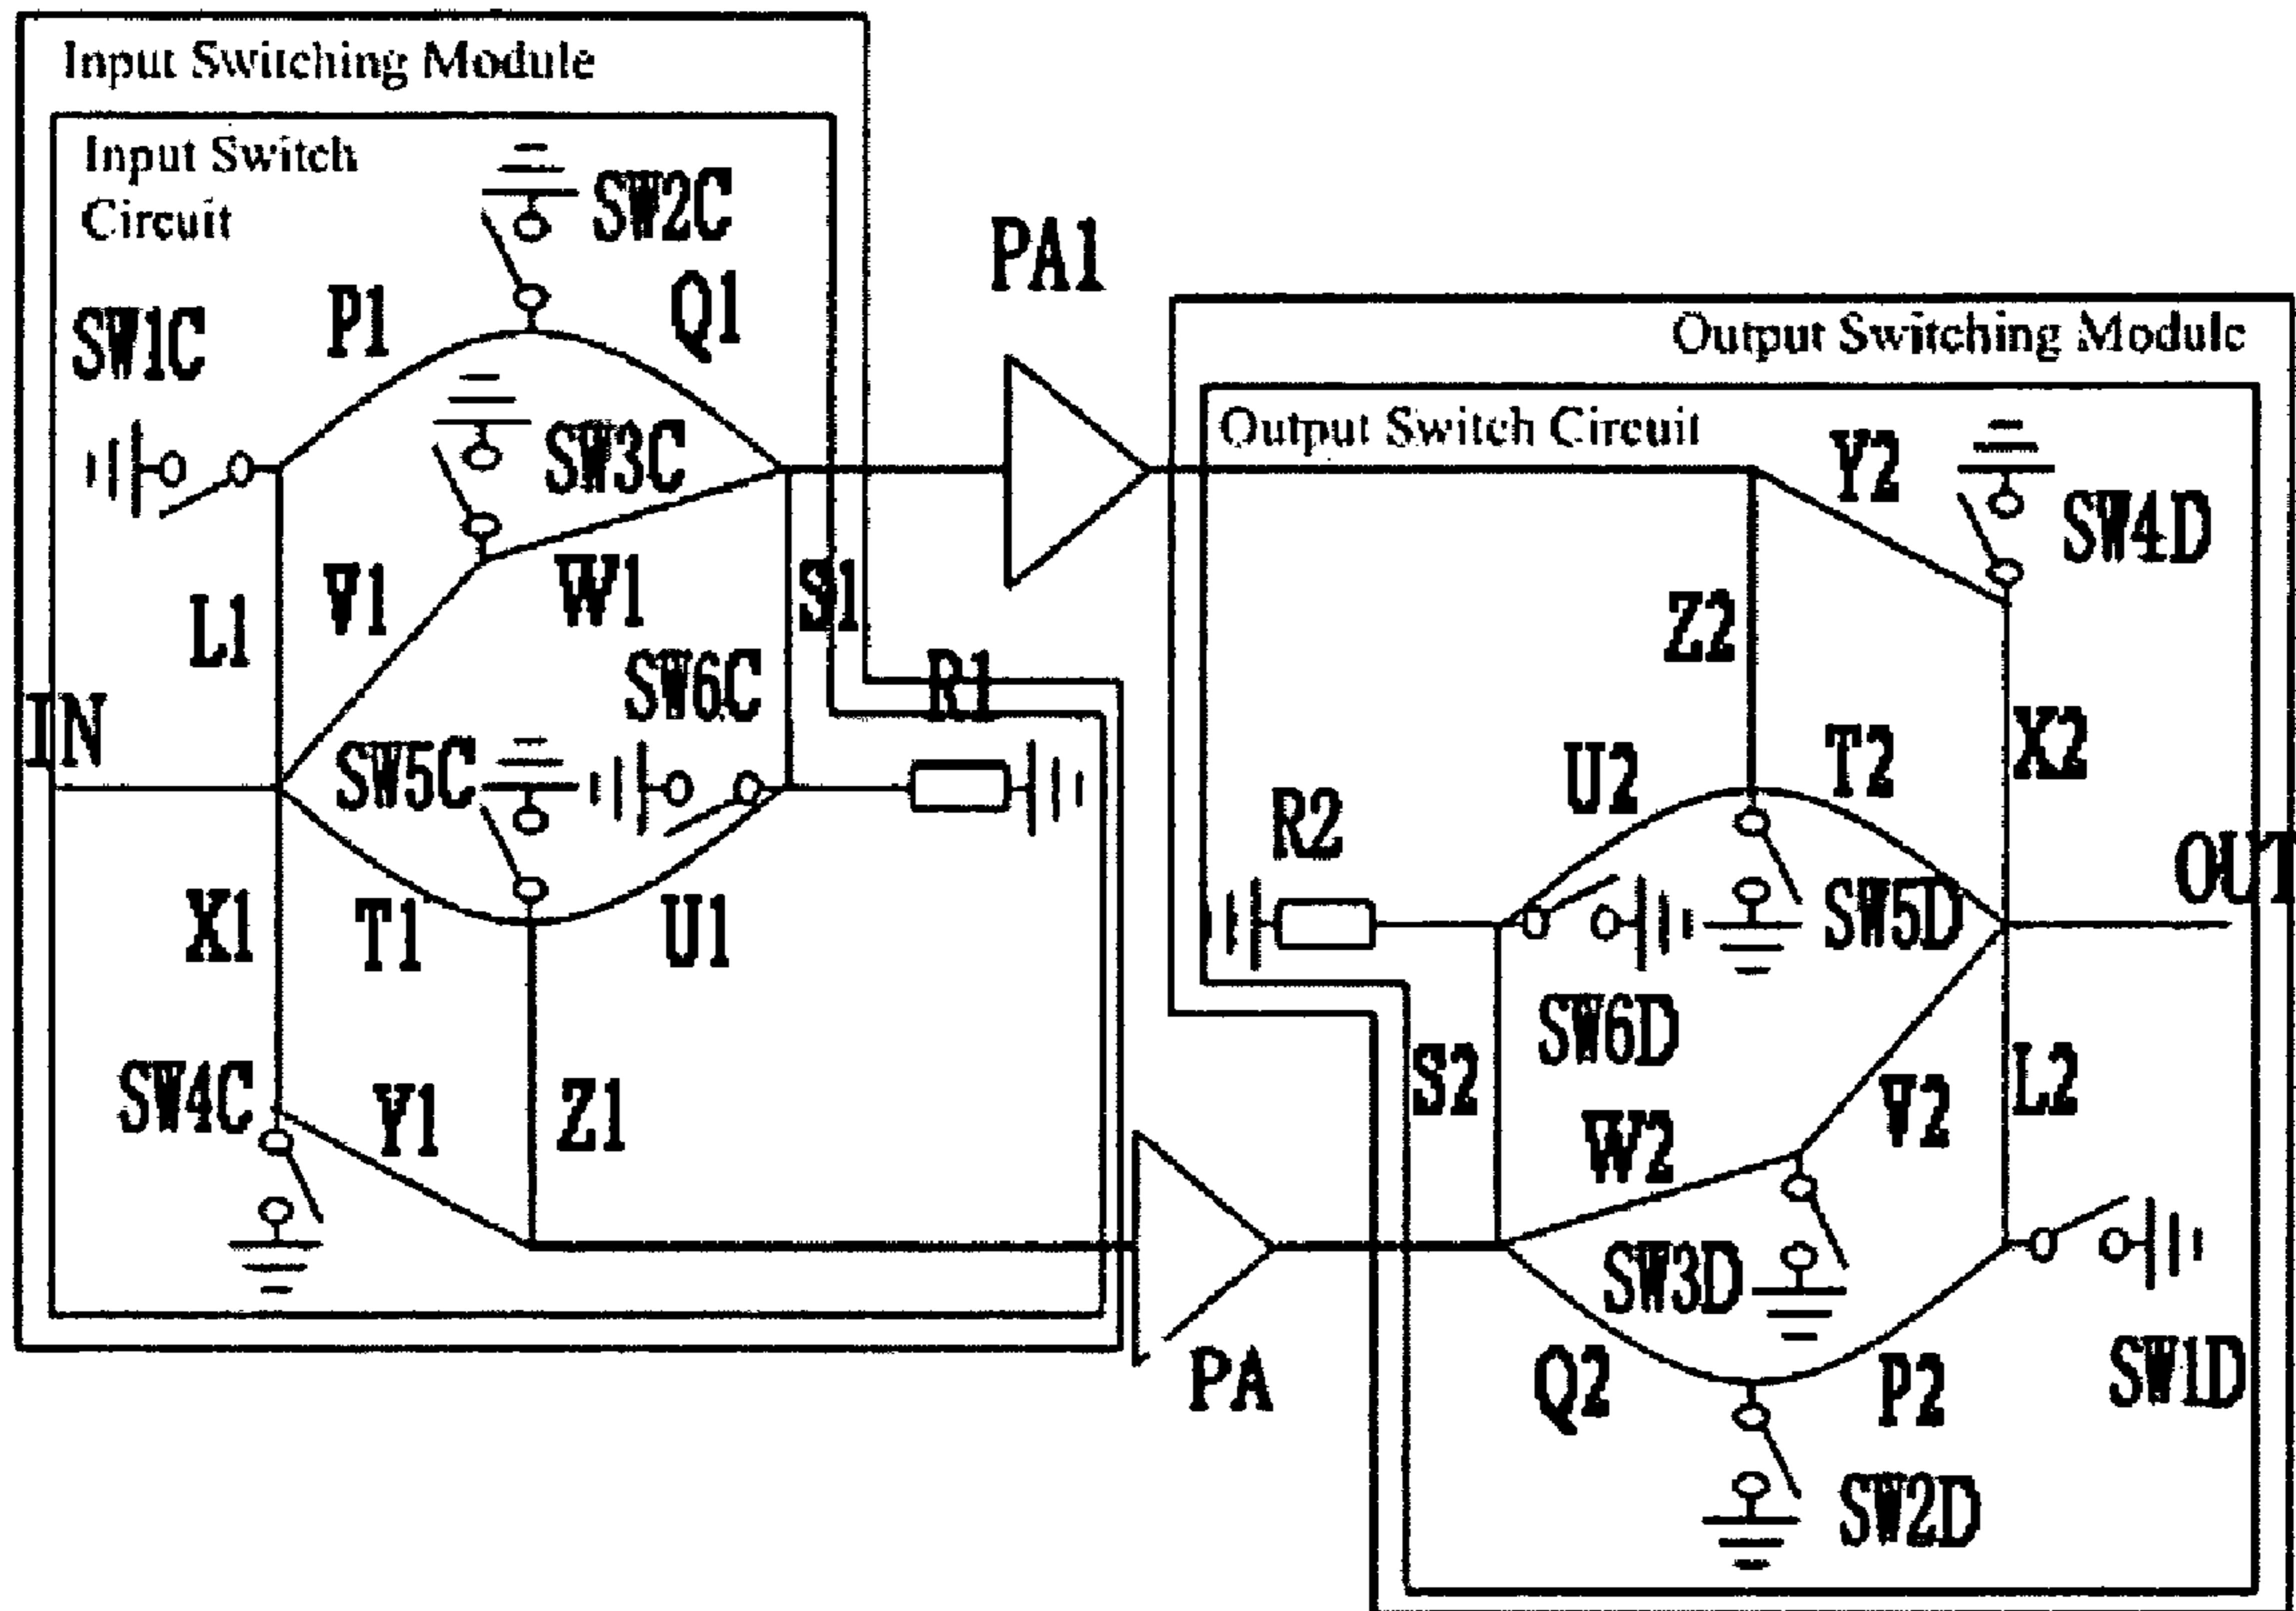 Input Switching Module
Input Switch
Circuit
SW2C
SW1C
P1
Q1
PA1
SW3C
Output Switching Module
Output Switch Circuit
Y2
SW4D
L1
V1
W1
S1
Z2
SW6C
R1
IN
SW5C
U2
T2
X2
R2
OUT
X1
T1
U1
SW5D
SW6D
S2
L2
V2
W2
SW4C
Y1
Z1
SW3D
PA
Q2
P2
SW1D
SW2D